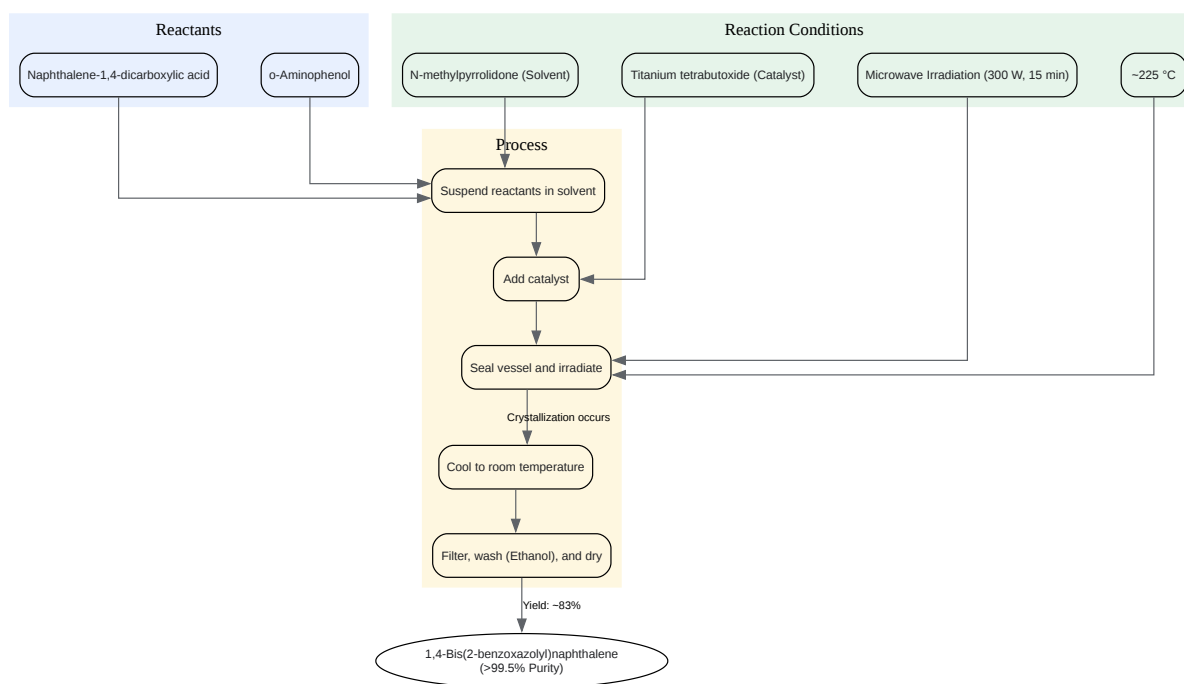 Reactants
Reaction Conditions
Naphthalene-1,4-dicarboxylic acid
o-Aminophenol
N-methylpyrrolidone (Solvent)
Titanium tetrabutoxide (Catalyst)
Microwave Irradiation (300 W, 15 min)
~225 °C
Process
Suspend reactants in solvent
Add catalyst
Seal vessel and irradiate
Crystallization occurs
Cool to room temperature
Filter, wash (Ethanol), and dry
Yield: ~83%
1,4-Bis(2-benzoxazolyl)naphthalene
(>99.5% Purity)